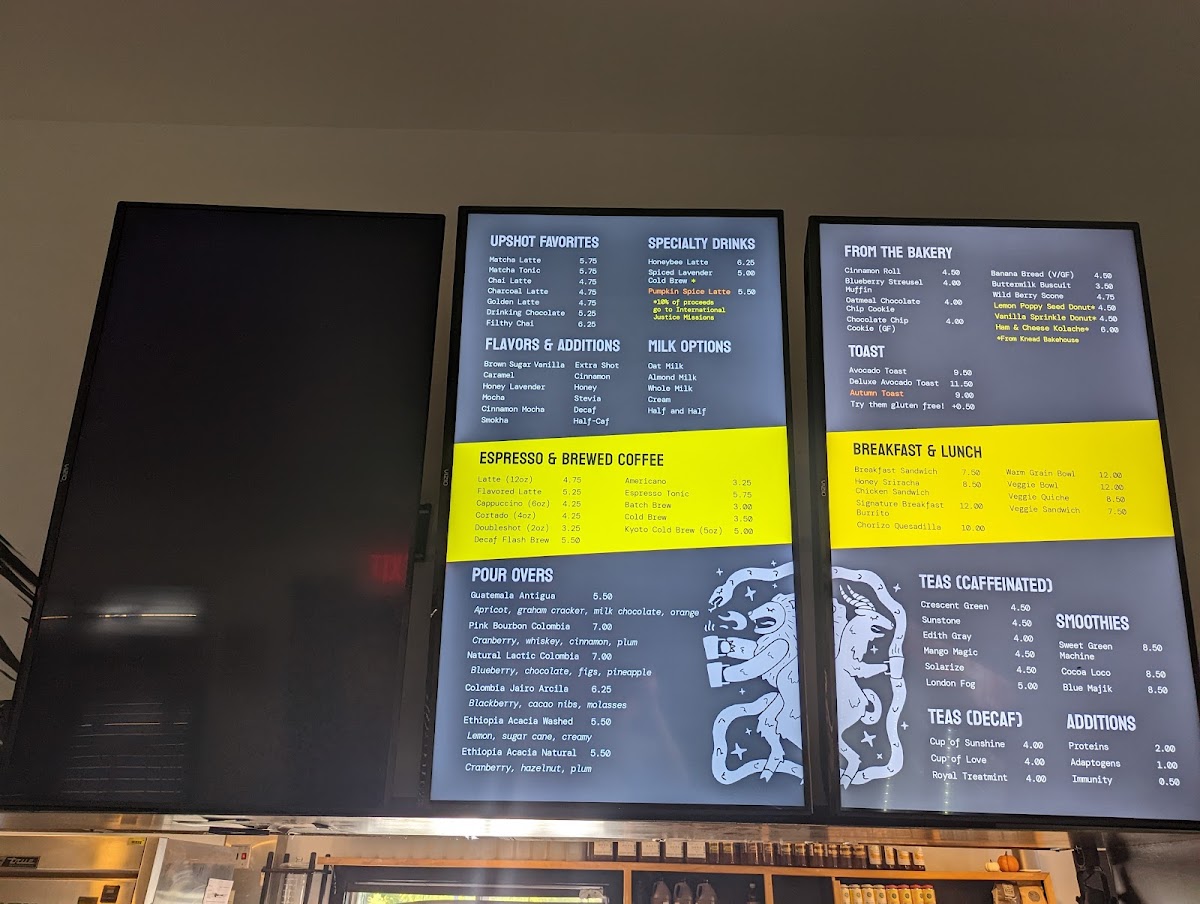 UPSHOT FAVORITES
Matcha Latte 5.75
Matcha Tonic 5.75
Chai Latte 4.75
Charcoal Latte 4.75
Golden Latte 4.75
Drinking Chocolate 5.25
Filthy Chai 6.25
SPECIALTY DRINKS
Honeybee Latte 6.25
Spiced Lavender 5.00
Cold Brew *
Pumpkin Spice Latte 5.50
*10% of proceeds
go to International
Justice Missions
FLAVORS & ADDITIONS
Brown Sugar Vanilla Extra Shot
Caramel Cinnamon
Honey Lavender Honey
Mocha Stevia
Cinnamon Mocha Decaf
Smokha Half-Caf
MILK OPTIONS
Oat Milk
Almond Milk
Whole Milk
Cream
Half and Half
ESPRESSO & BREWED COFFEE
Latte (12oz) 4.75
Flavored Latte 5.25
Cappuccino (6oz) 4.25
Cortado (4oz) 4.25
Doubleshot (2oz) 3.25
Decaf Flash Brew 5.50
Americano 3.25
Espresso Tonic 5.75
Batch Brew 3.00
Cold Brew 3.50
Kyoto Cold Brew (5oz) 5.00
POUR OVERS
Guatemala Antigua 5.50
Apricot, graham cracker, milk chocolate, orange
Pink Bourbon Colombia 7.00
Cranberry, whiskey, cinnamon, plum
Natural Lactic Colombia 7.00
Blueberry, chocolate, figs, pineapple
Colombia Jairo Arcila 6.25
Blackberry, cacao nibs, molasses
Ethiopia Acacia Washed 5.50
Lemon, sugar cane, creamy
Ethiopia Acacia Natural 5.50
Cranberry, hazelnut, plum
FROM THE BAKERY
Cinnamon Roll 4.50
Blueberry Streusel 4.00
Muffin
Oatmeal Chocolate 4.00
Chip Cookie
Chocolate Chip 4.00
Cookie (GF)
Banana Bread (V/GF) 4.50
Buttermilk Buscuit 3.50
Wild Berry Scone 4.75
Lemon Poppy Seed Donut* 4.50
Vanilla Sprinkle Donut* 4.50
Ham & Cheese Kolache* 6.00
*From Knead Bakehouse
TOAST
Avocado Toast 9.50
Deluxe Avocado Toast 11.50
Autumn Toast 9.00
Try them gluten free! +0.50
BREAKFAST & LUNCH
Breakfast Sandwich 7.50
Honey Sriracha 8.50
Chicken Sandwich
Signature Breakfast 12.00
Burrito
Chorizo Quesadilla 10.00
Warm Grain Bowl 12.00
Veggie Bowl 12.00
Veggie Quiche 8.50
Veggie Sandwich 7.50
TEAS (CAFFEINATED)
Crescent Green 4.50
Sunstone 4.50
Edith Gray 4.00
Mango Magic 4.50
Solarize 4.50
London Fog 5.00
SMOOTHIES
Sweet Green 8.50
Machine
Cocoa Loco 8.50
Blue Majik 8.50
TEAS (DECAF)
Cup of Sunshine 4.00
Cup of Love 4.00
Royal Treatmint 4.00
ADDITIONS
Proteins 2.00
Adaptogens 1.00
Immunity 0.50
VIZIO
VIZIO
VIZIO
true